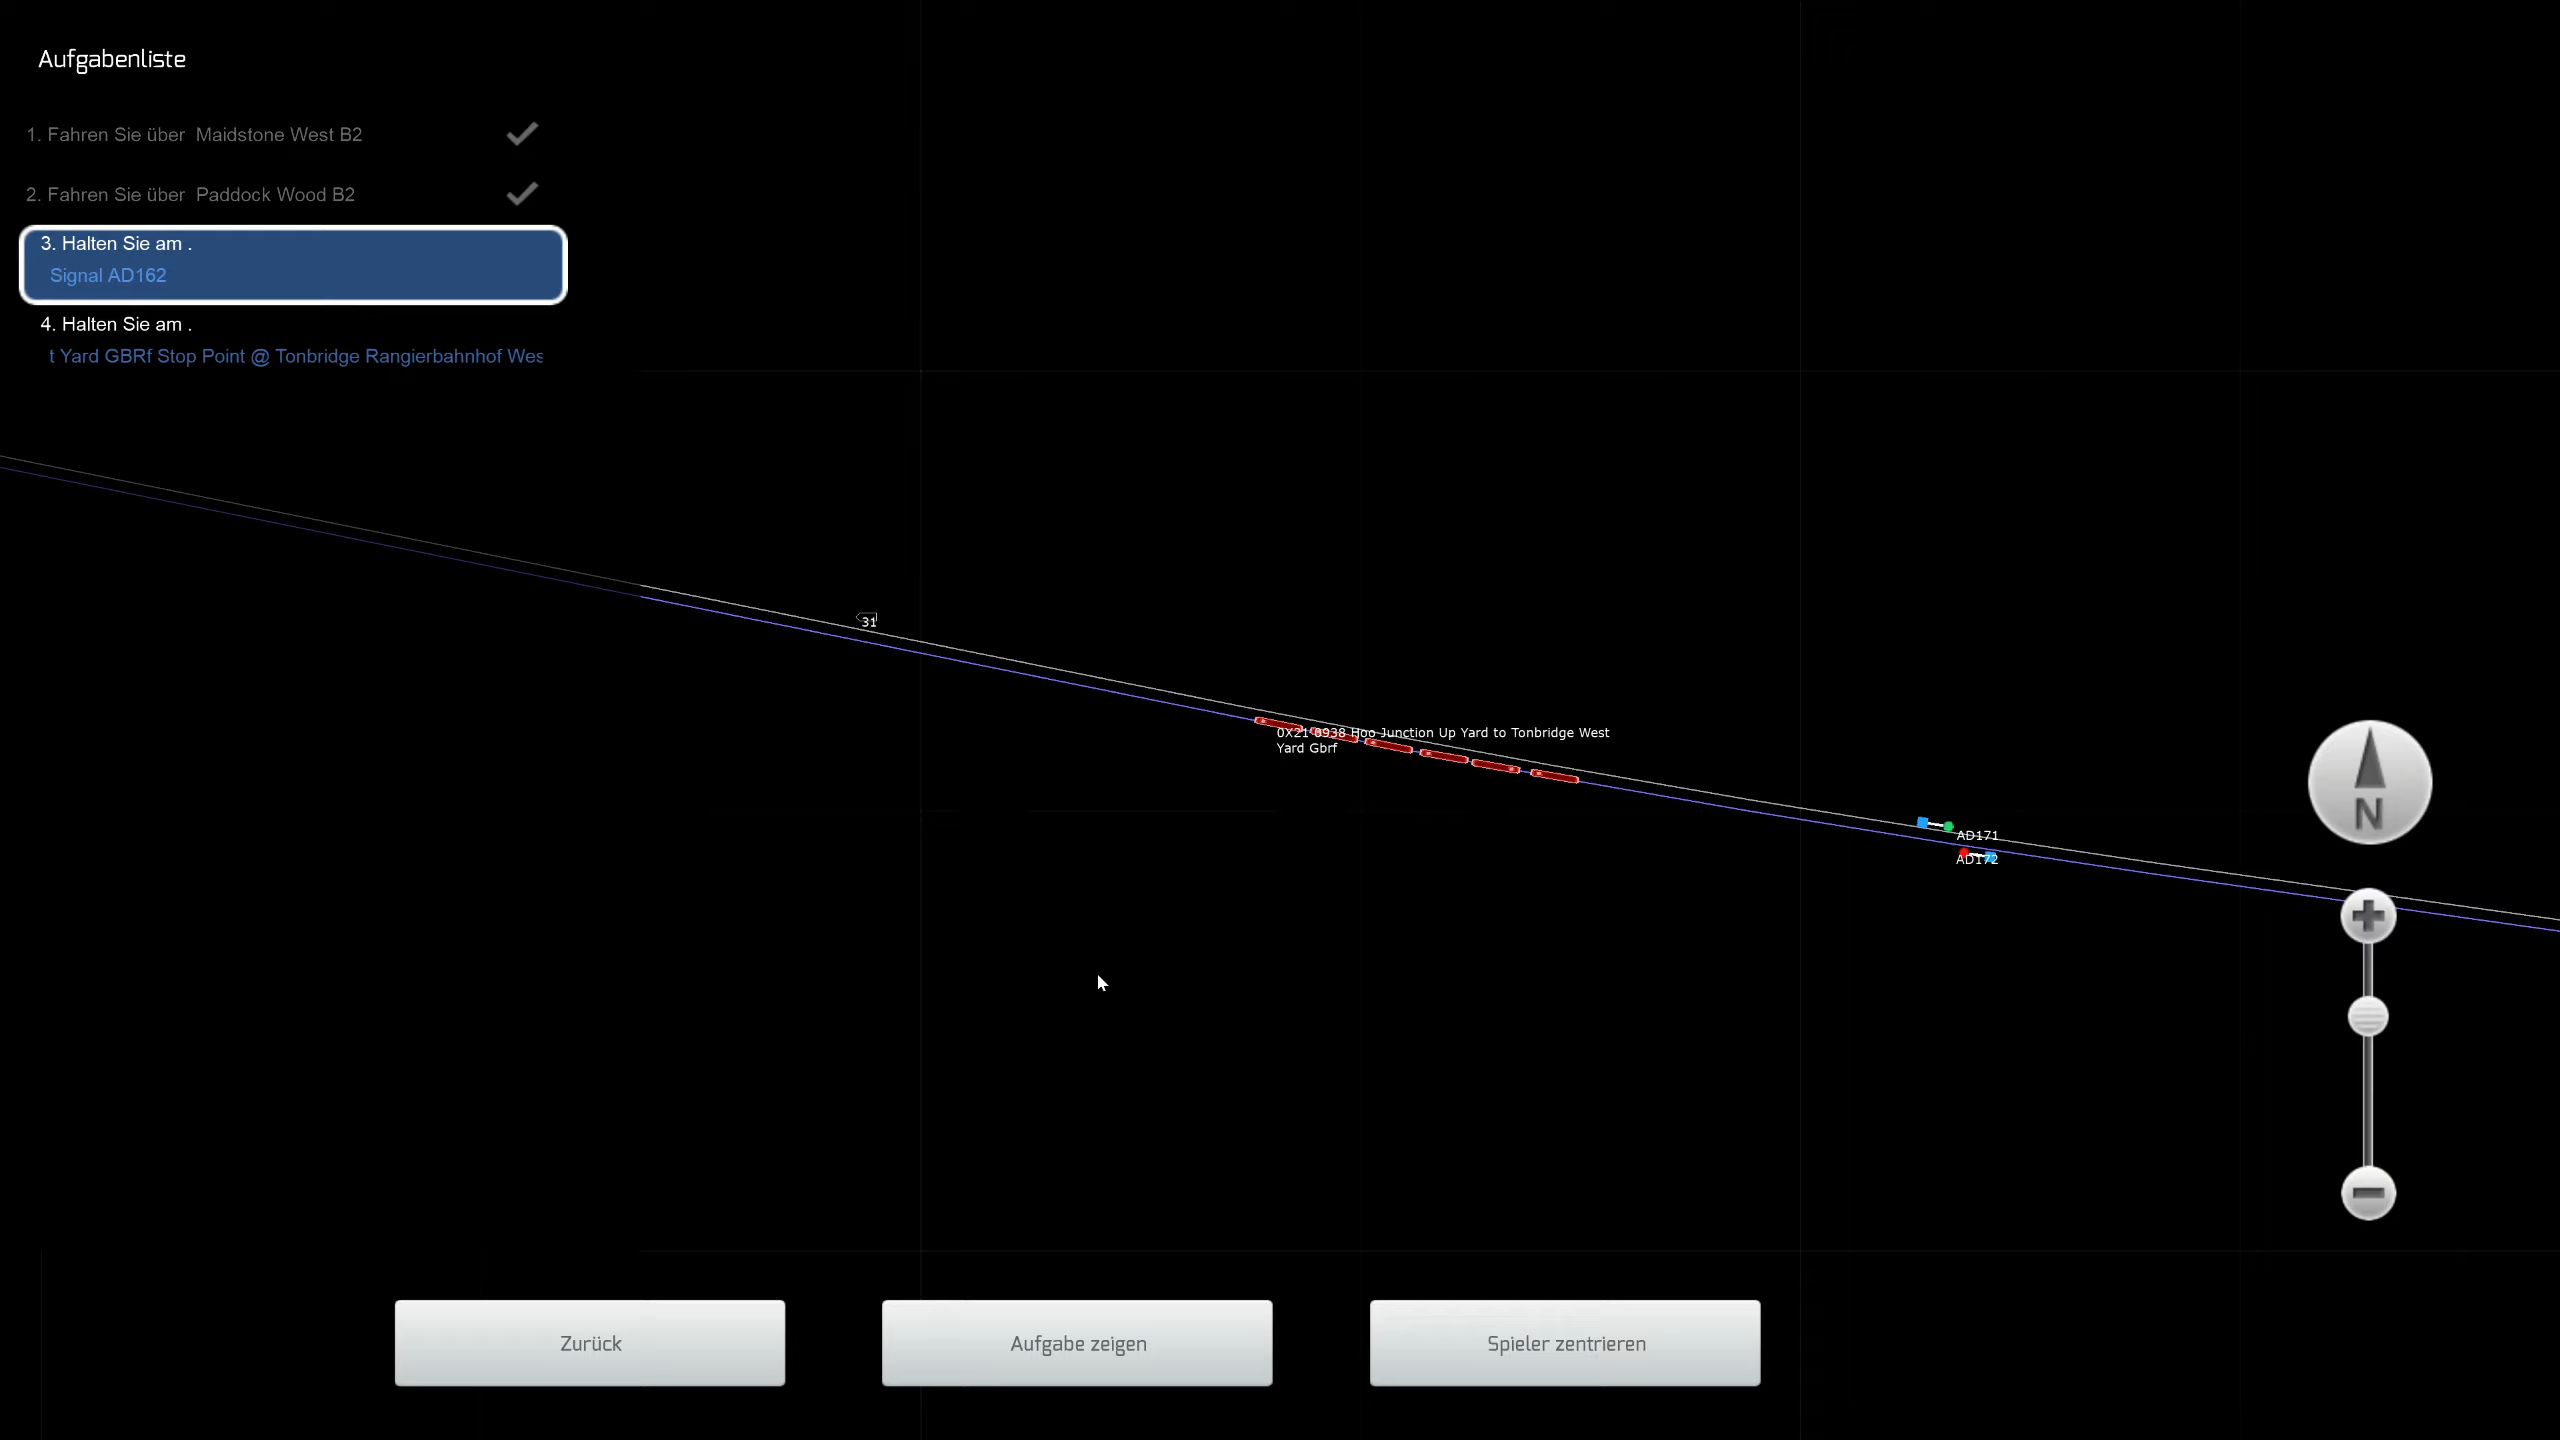 Aufgabenliste
1. Fahren Sie über  Maidstone West B2
2. Fahren Sie über  Paddock Wood B2
3. Halten Sie am .
Signal AD162
4. Halten Sie am .
t Yard GBRf Stop Point @ Tonbridge Rangierbahnhof Wes
31
0X21 0938 Hoo Junction Up Yard to Tonbridge West
Yard Gbrf
AD171
AD172
N
Zurück
Aufgabe zeigen
Spieler zentrieren